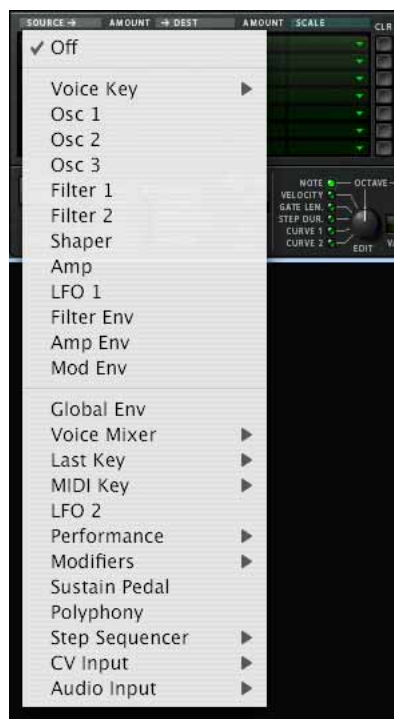 SOURCE → AMOUNT → DEST AMOUNT SCALE CLR
✓ Off
Voice Key ▶
Osc 1
Osc 2
Osc 3
Filter 1
Filter 2
Shaper
Amp
LFO 1
Filter Env
Amp Env
Mod Env
Global Env
Voice Mixer ▶
Last Key ▶
MIDI Key ▶
LFO 2
Performance ▶
Modifiers ▶
Sustain Pedal
Polyphony
Step Sequencer ▶
CV Input ▶
Audio Input ▶
NOTE OCTAVE
VELOCITY
GATE LEN.
STEP DUR.
CURVE 1
CURVE 2 EDIT